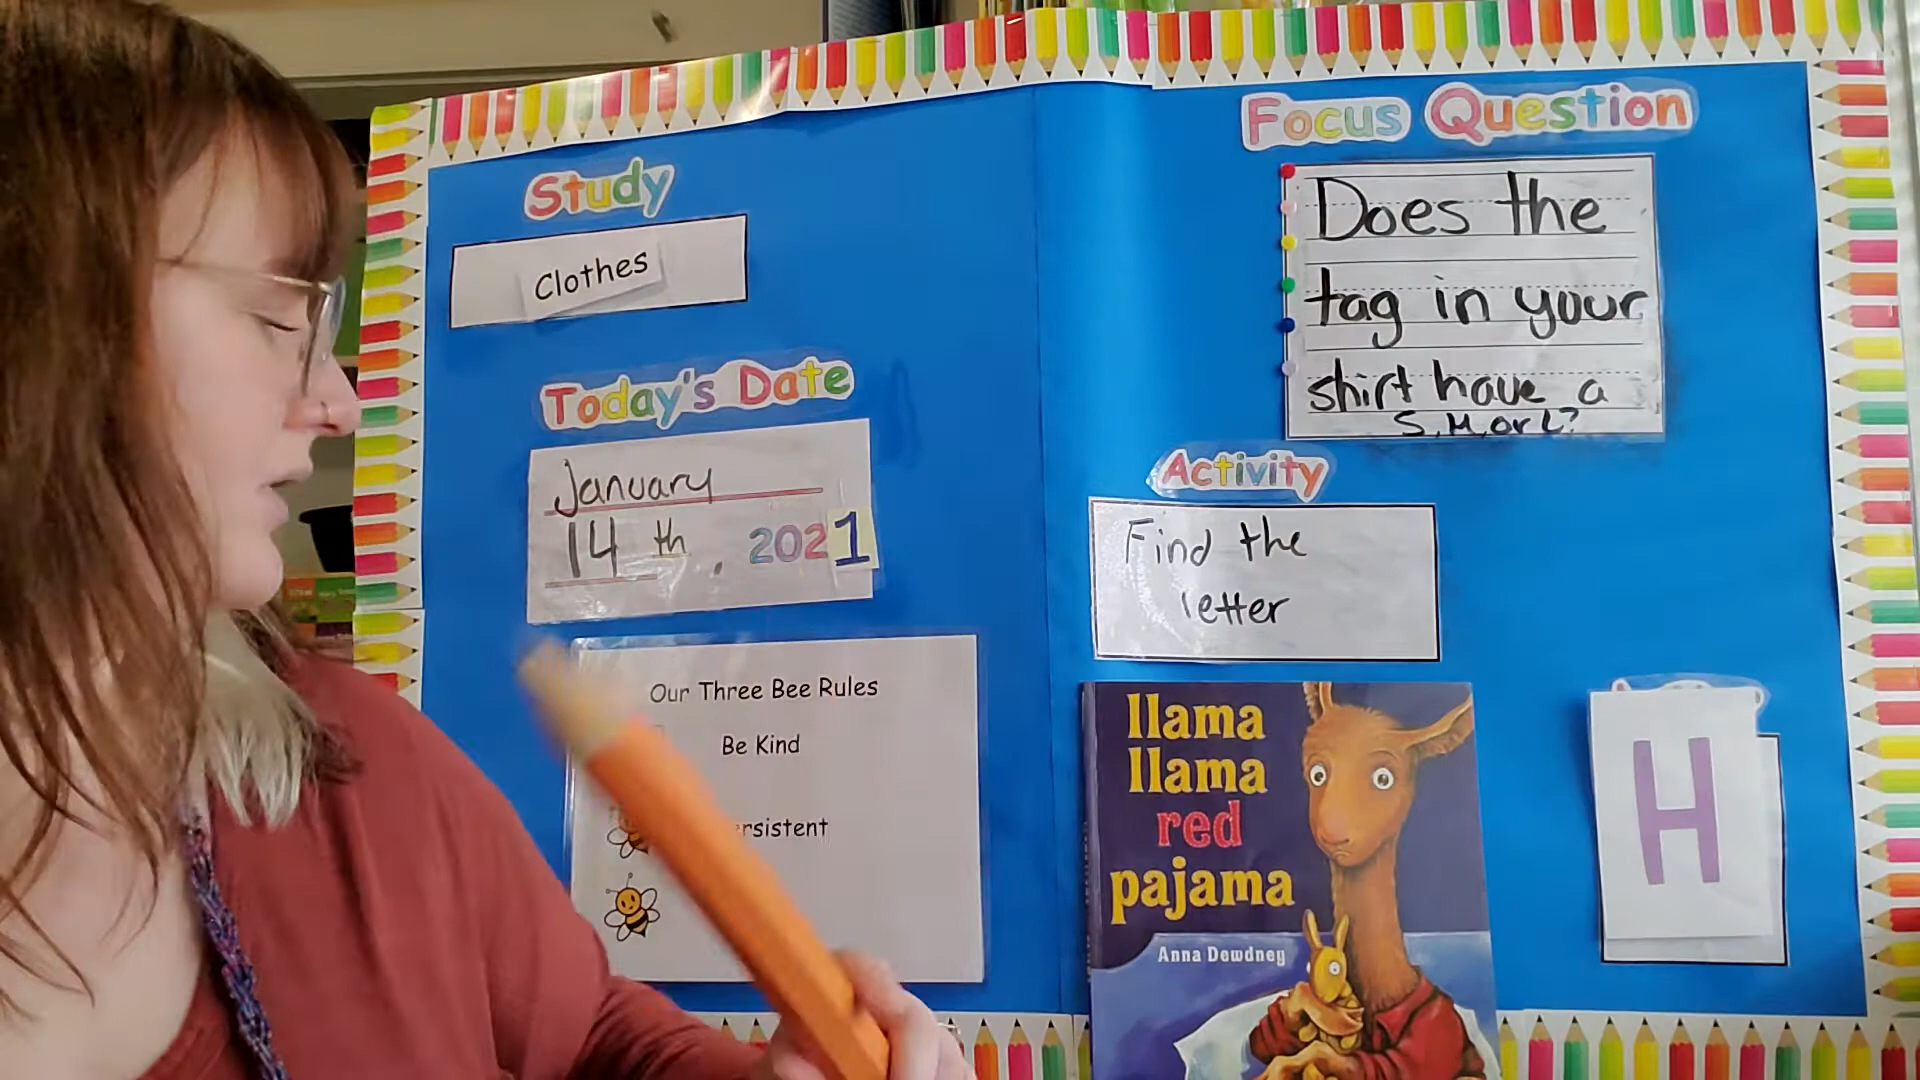 Study
Clothes
Today's Date
January
14 th, 2021
Our Three Bee Rules
Be Kind
Focus Question
Does the
tag in your
shirt have a
S, M, or L?
Activity
Find the
letter
llama
llama
red
pajama
Anna Dewdney
H